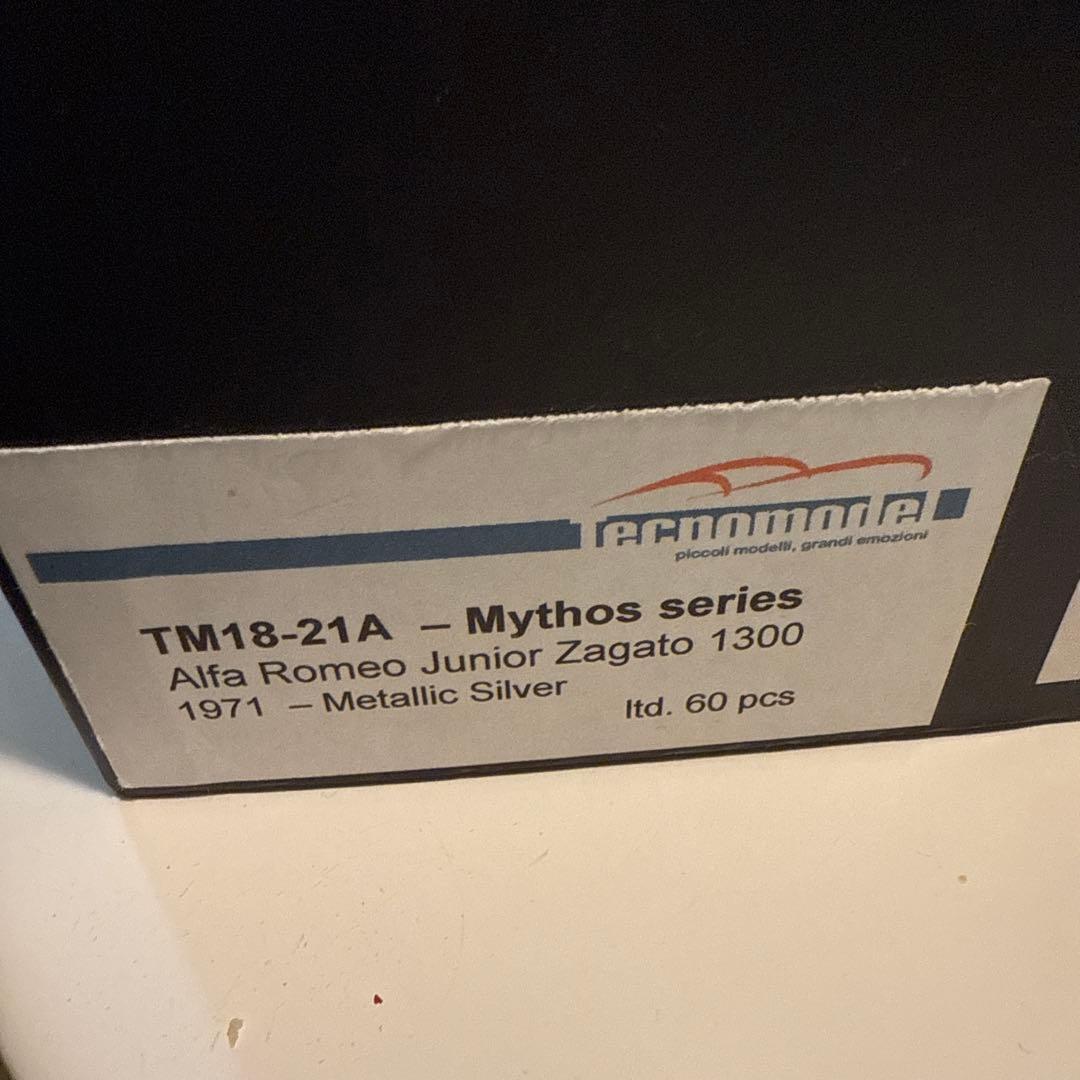 Tecnomodel
piccoli modelli, grandi emozioni
TM18-21A – Mythos series
Alfa Romeo Junior Zagato 1300
1971 – Metallic Silver
ltd. 60 pcs